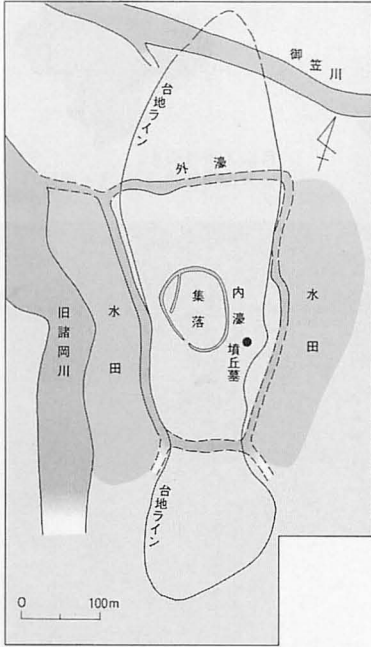 御笠川
台地ライン
外濠
水田
集落
内濠
墳丘墓
水田
旧諸岡川
台地ライン
0 100m